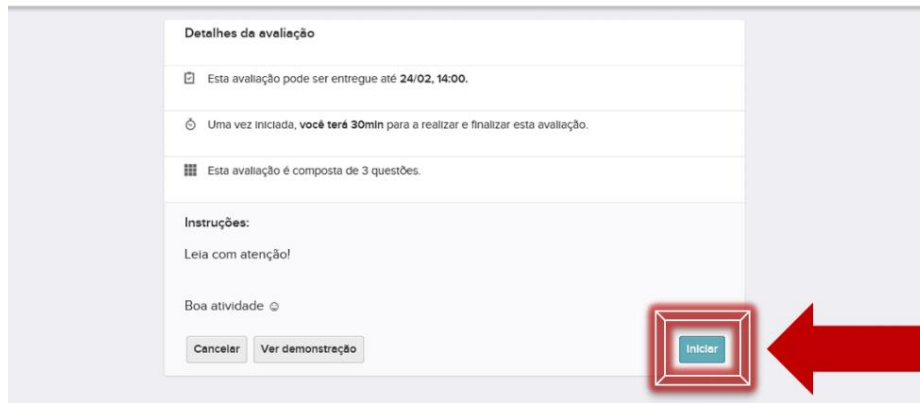 Detalhes da avaliação
Esta avaliação pode ser entregue até 24/02, 14:00.
Uma vez iniciada, você terá 30min para a realizar e finalizar esta avaliação.
Esta avaliação é composta de 3 questões.
Instruções:
Leia com atenção!
Boa atividade ☺
Cancelar Ver demonstração Iniciar